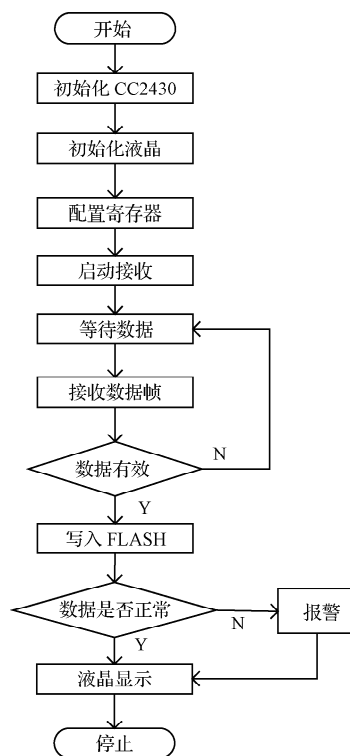 开始
初始化 CC2430
初始化液晶
配置寄存器
启动接收
等待数据
接收数据帧
数据有效
N
Y
写入 FLASH
数据是否正常
N
报警
Y
液晶显示
停止